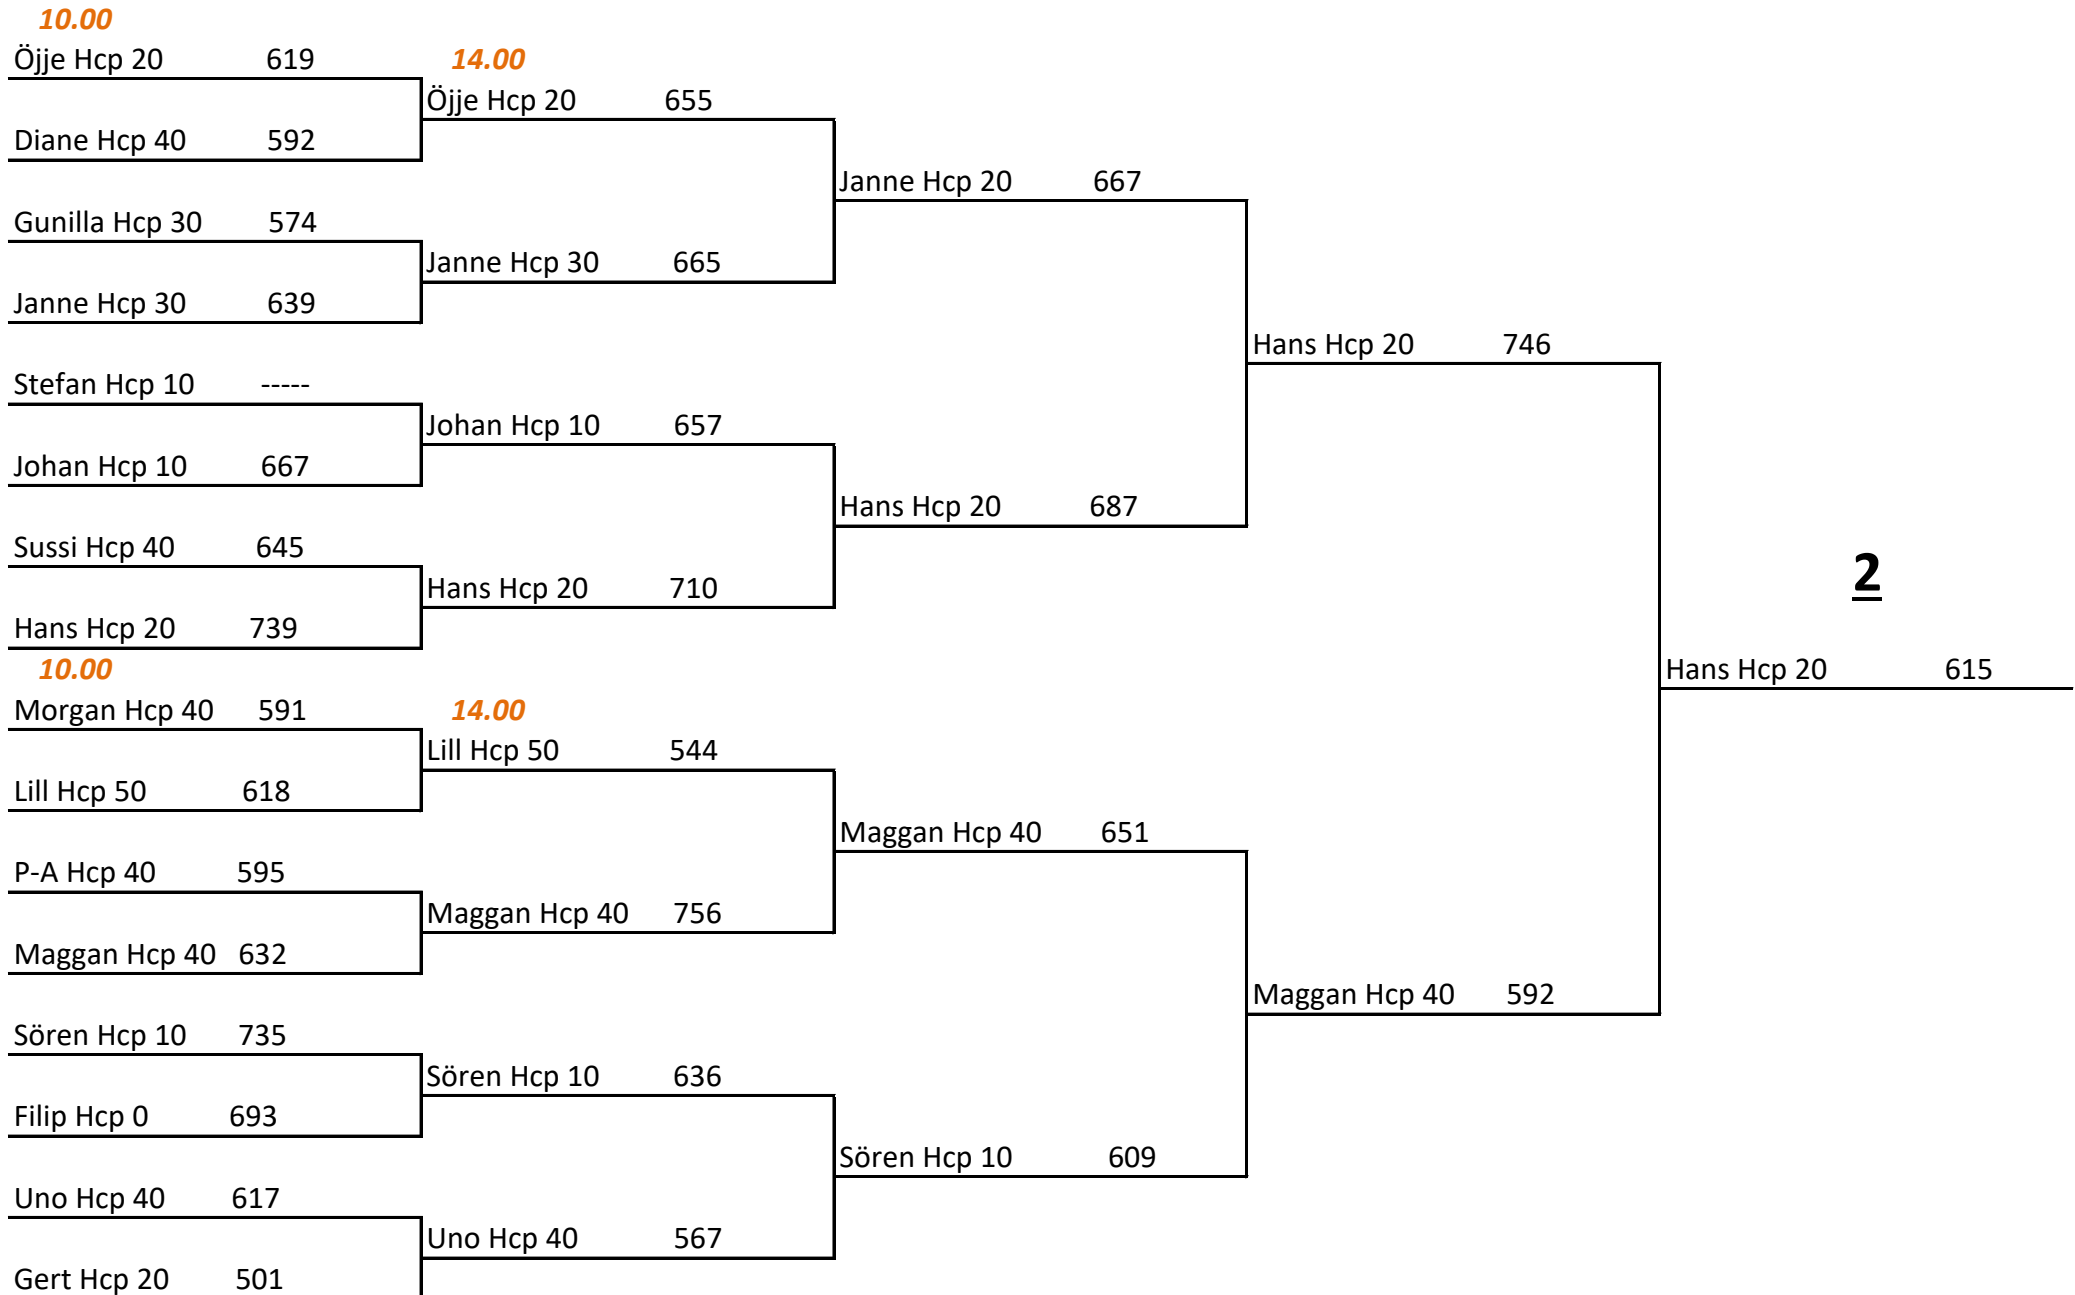 10.00
Öjje Hcp 20 619 14.00
Öjje Hcp 20 655
Diane Hcp 40 592
Janne Hcp 20 667
Gunilla Hcp 30 574
Janne Hcp 30 665
Janne Hcp 30 639
Hans Hcp 20 746
Stefan Hcp 10 -----
Johan Hcp 10 657
Johan Hcp 10 667
Hans Hcp 20 687
Sussi Hcp 40 645
2
Hans Hcp 20 710
Hans Hcp 20 739
10.00 Hans Hcp 20 615
Morgan Hcp 40 591 14.00
Lill Hcp 50 544
Lill Hcp 50 618
Maggan Hcp 40 651
P-A Hcp 40 595
Maggan Hcp 40 756
Maggan Hcp 40 632
Maggan Hcp 40 592
Sören Hcp 10 735
Sören Hcp 10 636
Filip Hcp 0 693
Sören Hcp 10 609
Uno Hcp 40 617
Uno Hcp 40 567
Gert Hcp 20 501